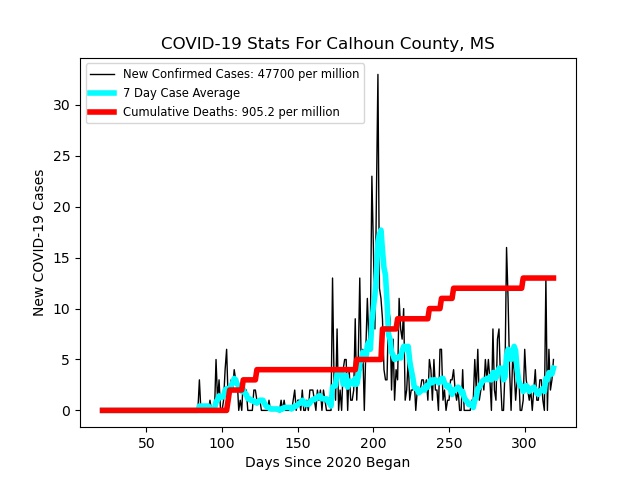 COVID-19 Stats For Calhoun County, MS
New Confirmed Cases: 47700 per million
7 Day Case Average
Cumulative Deaths: 905.2 per million
New COVID-19 Cases
30
25
20
15
10
5
0
50
100
150
200
250
300
Days Since 2020 Began